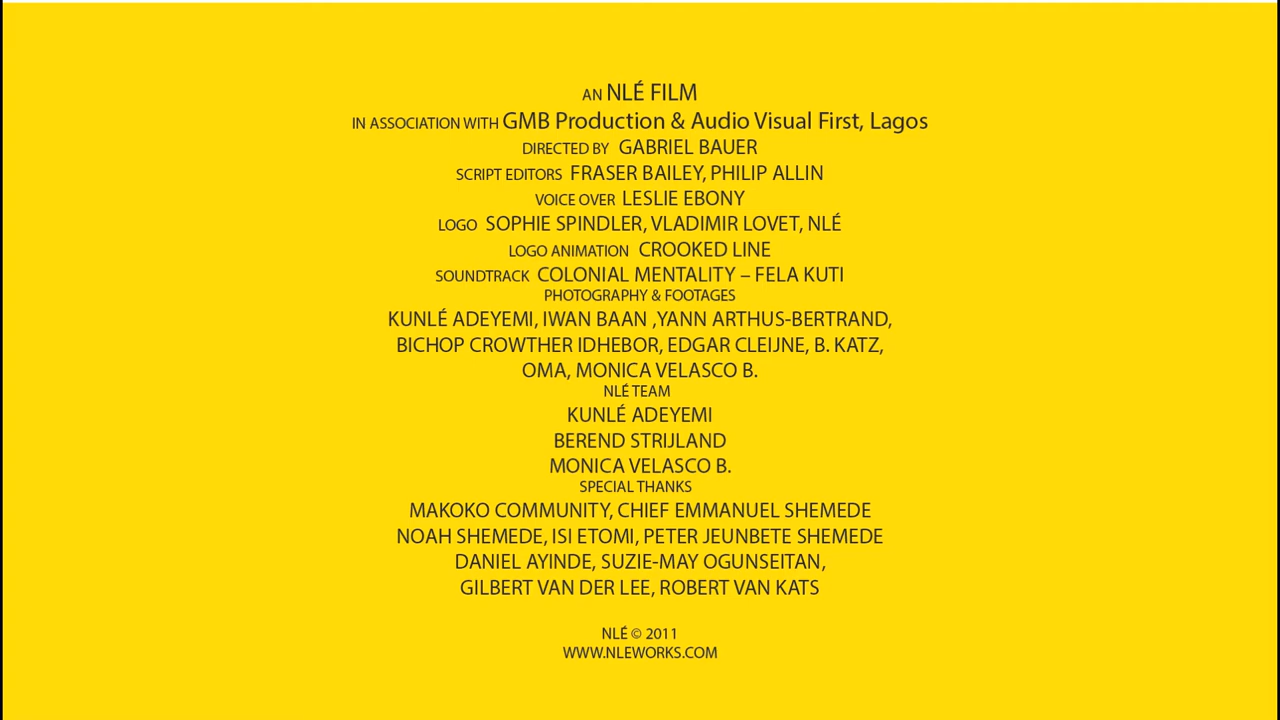 AN NLÉ FILM
IN ASSOCIATION WITH GMB Production & Audio Visual First, Lagos
DIRECTED BY GABRIEL BAUER
SCRIPT EDITORS FRASER BAILEY, PHILIP ALLIN
VOICE OVER LESLIE EBONY
LOGO SOPHIE SPINDLER, VLADIMIR LOVET, NLÉ
LOGO ANIMATION CROOKED LINE
SOUNDTRACK COLONIAL MENTALITY – FELA KUTI
PHOTOGRAPHY & FOOTAGES
KUNLÉ ADEYEMI, IWAN BAAN ,YANN ARTHUS-BERTRAND,
BICHOP CROWTHER IDHEBOR, EDGAR CLEIJNE, B. KATZ,
OMA, MONICA VELASCO B.
NLÉ TEAM
KUNLÉ ADEYEMI
BEREND STRIJLAND
MONICA VELASCO B.
SPECIAL THANKS
MAKOKO COMMUNITY, CHIEF EMMANUEL SHEMEDE
NOAH SHEMEDE, ISI ETOMI, PETER JEUNBETE SHEMEDE
DANIEL AYINDE, SUZIE-MAY OGUNSEITAN,
GILBERT VAN DER LEE, ROBERT VAN KATS
NLÉ © 2011
WWW.NLEWORKS.COM